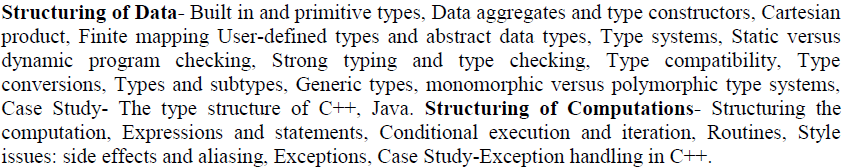 Structuring of Data- Built in and primitive types, Data aggregates and type constructors, Cartesian
product, Finite mapping User-defined types and abstract data types, Type systems, Static versus
dynamic program checking, Strong typing and type checking, Type compatibility, Type
conversions, Types and subtypes, Generic types, monomorphic versus polymorphic type systems,
Case Study- The type structure of C++, Java. Structuring of Computations- Structuring the
computation, Expressions and statements, Conditional execution and iteration, Routines, Style
issues: side effects and aliasing, Exceptions, Case Study-Exception handling in C++.